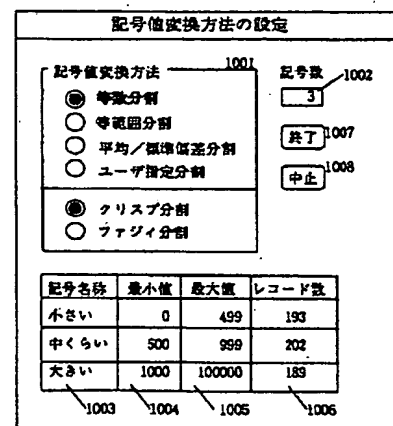 記号値変換方法の設定
記号値変換方法 1001
等数分割
等範囲分割
平均／標準偏差分割
ユーザ指定分割
クリスプ分割
ファジィ分割
記号数 1002
3
終了 1007
中止 1008
記号名称 最小値 最大値 レコード数
小さい 0 499 193
中くらい 500 999 202
大きい 1000 100000 189
1003 1004 1005 1006